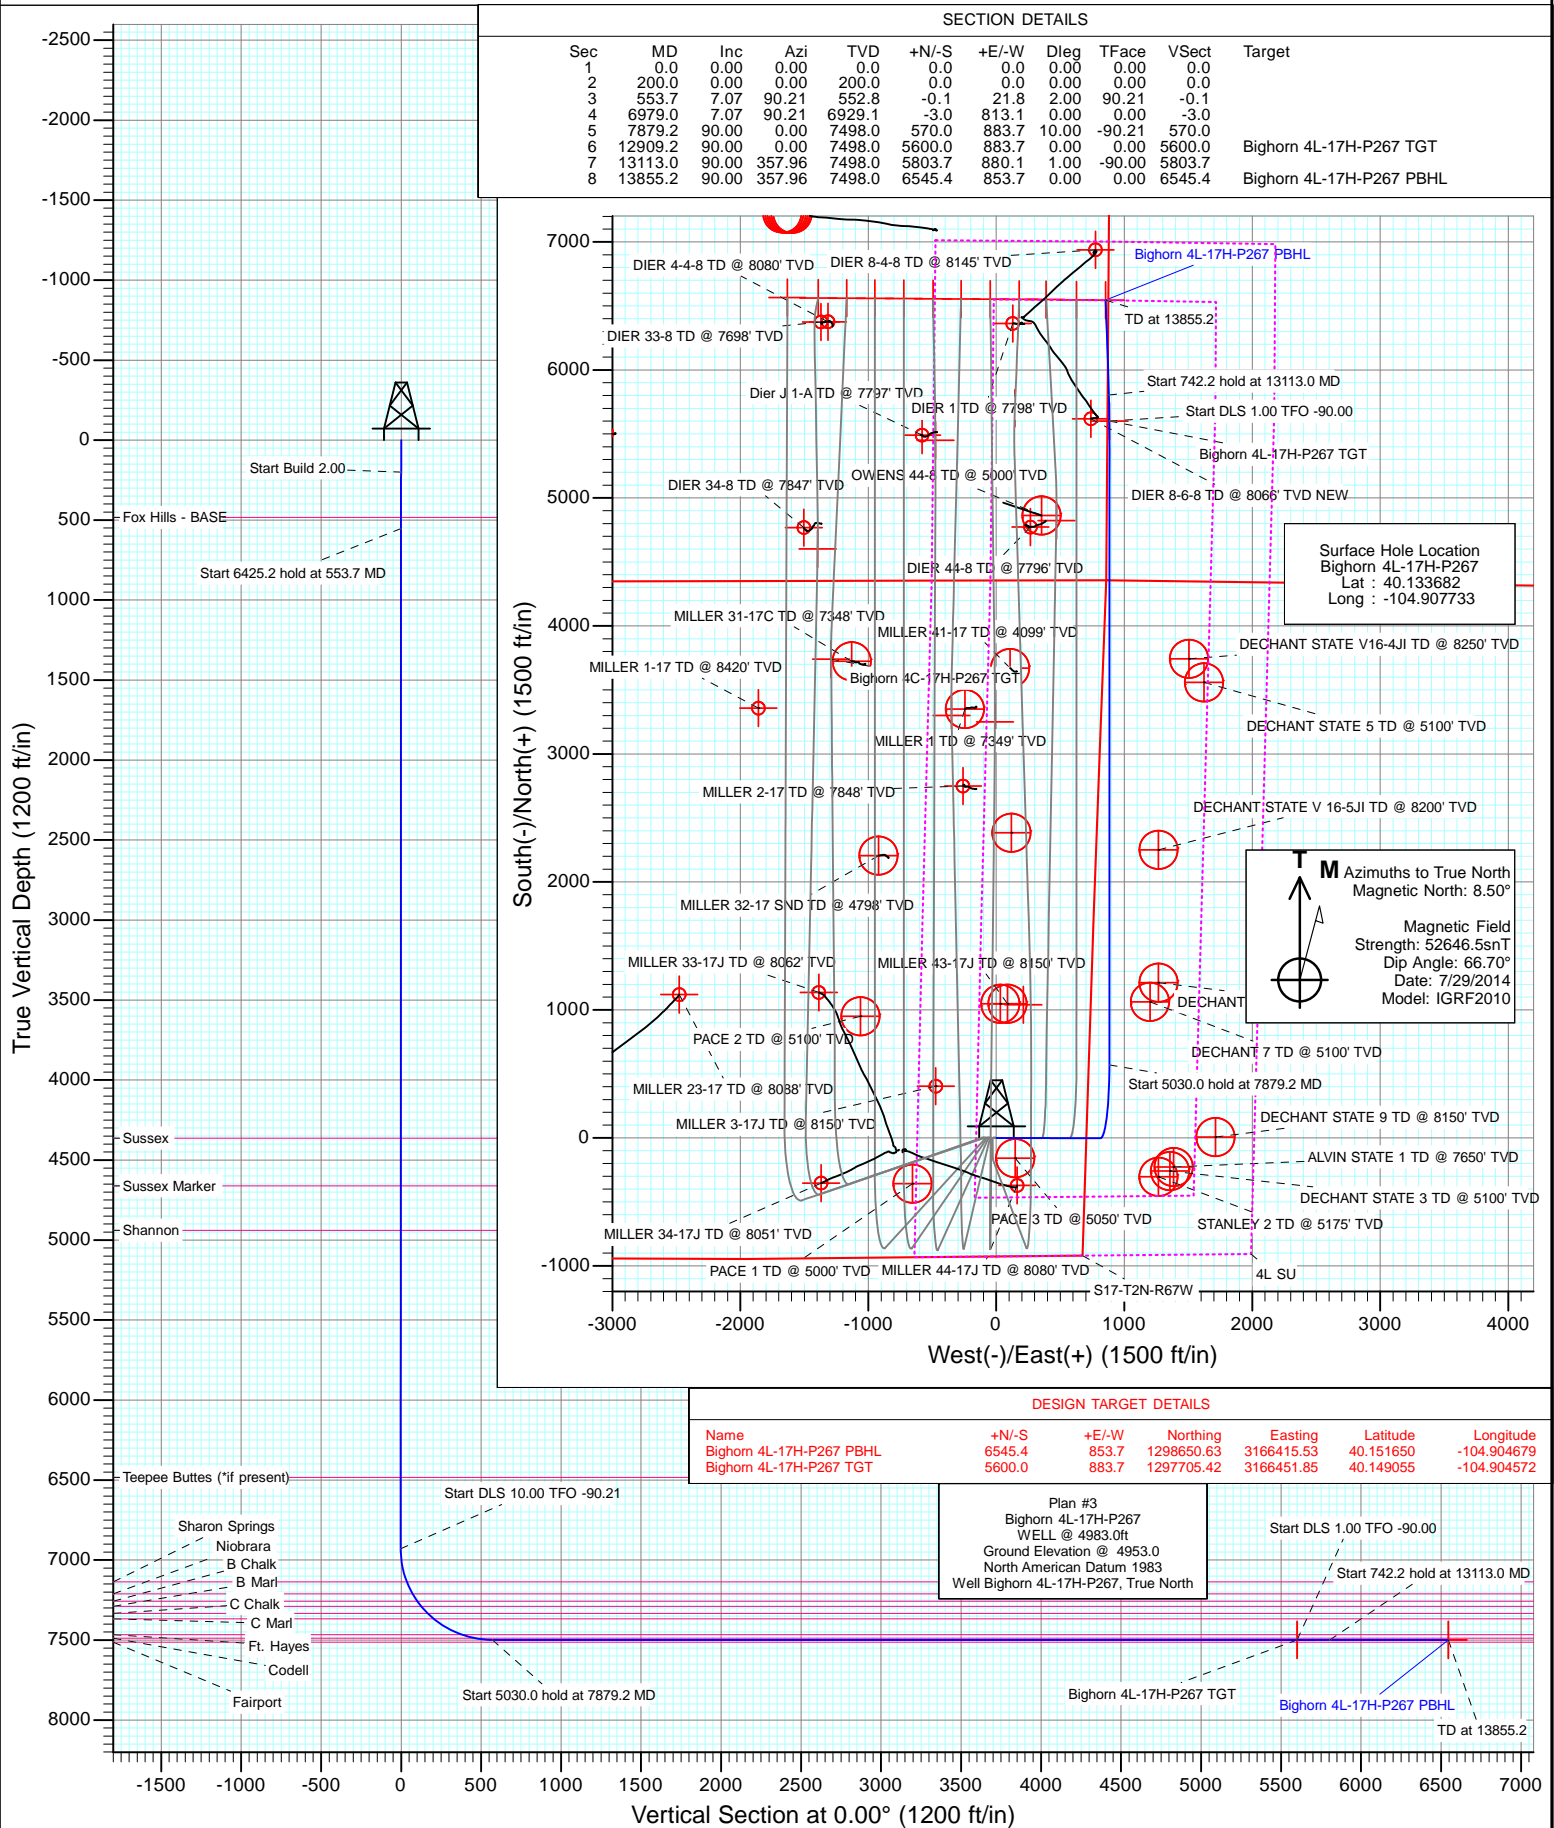 SECTION DETAILS
Sec MD Inc Azi TVD +N/-S +E/-W Dleg TFace VSect Target
1 0.0 0.00 0.00 0.0 0.0 0.0 0.00 0.00 0.0
2 200.0 0.00 0.00 200.0 0.0 0.0 0.00 0.00 0.0
3 553.7 7.07 90.21 552.8 -0.1 21.8 2.00 90.21 -0.1
4 6979.0 7.07 90.21 6929.1 -3.0 813.1 0.00 0.00 -3.0
5 7879.2 90.00 0.00 7498.0 570.0 883.7 10.00 -90.21 570.0
6 12909.2 90.00 0.00 7498.0 5600.0 883.7 0.00 0.00 5600.0 Bighorn 4L-17H-P267 TGT
7 13113.0 90.00 357.96 7498.0 5803.7 880.1 1.00 -90.00 5803.7
8 13855.2 90.00 357.96 7498.0 6545.4 853.7 0.00 0.00 6545.4 Bighorn 4L-17H-P267 PBHL
True Vertical Depth (1200 ft/in)
-2500
-2000
-1500
-1000
-500
0
500
1000
1500
2000
2500
3000
3500
4000
4500
5000
5500
6000
6500
7000
7500
8000
Start Build 2.00
Fox Hills - BASE
Start 6425.2 hold at 553.7 MD
Sussex
Sussex Marker
Shannon
Teepee Buttes (*if present)
Start DLS 10.00 TFO -90.21
Sharon Springs
Niobrara
B Chalk
B Marl
C Chalk
C Marl
Ft. Hayes
Codell
Fairport
Start 5030.0 hold at 7879.2 MD
Start DLS 1.00 TFO -90.00
Start 742.2 hold at 13113.0 MD
Bighorn 4L-17H-P267 TGT
Bighorn 4L-17H-P267 PBHL
TD at 13855.2
-1500 -1000 -500 0 500 1000 1500 2000 2500 3000 3500 4000 4500 5000 5500 6000 6500 7000
Vertical Section at 0.00° (1200 ft/in)
South(-)/North(+) (1500 ft/in)
7000
6000
5000
4000
3000
2000
1000
0
-1000
DIER 4-4-8 TD @ 8080' TVD
DIER 8-4-8 TD @ 8145' TVD
Bighorn 4L-17H-P267 PBHL
TD at 13855.2
DIER 33-8 TD @ 7698' TVD
Start 742.2 hold at 13113.0 MD
Dier J 1-A TD @ 7797' TVD
DIER 1 TD @ 7798' TVD
Start DLS 1.00 TFO -90.00
Bighorn 4L-17H-P267 TGT
OWENS 44-8 TD @ 5000' TVD
DIER 34-8 TD @ 7847' TVD
DIER 8-6-8 TD @ 8066' TVD NEW
DIER 44-8 TD @ 7796' TVD
Surface Hole Location
Bighorn 4L-17H-P267
Lat : 40.133682
Long : -104.907733
MILLER 31-17C TD @ 7348' TVD
MILLER 41-17 TD @ 4099' TVD
DECHANT STATE V16-4JI TD @ 8250' TVD
MILLER 1-17 TD @ 8420' TVD
Bighorn 4C-17H-P267 TGT
DECHANT STATE 5 TD @ 5100' TVD
MILLER 1 TD @ 7349' TVD
MILLER 2-17 TD @ 7848' TVD
DECHANT STATE V 16-5JI TD @ 8200' TVD
MILLER 32-17 SND TD @ 4798' TVD
T
M
Azimuths to True North
Magnetic North: 8.50°
Magnetic Field
Strength: 52646.5snT
Dip Angle: 66.70°
Date: 7/29/2014
Model: IGRF2010
MILLER 33-17J TD @ 8062' TVD
MILLER 43-17J TD @ 8150' TVD
DECHANT
PACE 2 TD @ 5100' TVD
DECHANT 7 TD @ 5100' TVD
MILLER 23-17 TD @ 8088' TVD
Start 5030.0 hold at 7879.2 MD
MILLER 3-17J TD @ 8150' TVD
DECHANT STATE 9 TD @ 8150' TVD
ALVIN STATE 1 TD @ 7650' TVD
DECHANT STATE 3 TD @ 5100' TVD
STANLEY 2 TD @ 5175' TVD
PACE 3 TD @ 5050' TVD
MILLER 34-17J TD @ 8051' TVD
PACE 1 TD @ 5000' TVD
MILLER 44-17J TD @ 8080' TVD
4L SU
S17-T2N-R67W
-3000 -2000 -1000 0 1000 2000 3000 4000
West(-)/East(+) (1500 ft/in)
DESIGN TARGET DETAILS
Name +N/-S +E/-W Northing Easting Latitude Longitude
Bighorn 4L-17H-P267 PBHL 6545.4 853.7 1298650.63 3166415.53 40.151650 -104.904679
Bighorn 4L-17H-P267 TGT 5600.0 883.7 1297705.42 3166451.85 40.149055 -104.904572
Plan #3
Bighorn 4L-17H-P267
WELL @ 4983.0ft
Ground Elevation @ 4953.0
North American Datum 1983
Well Bighorn 4L-17H-P267, True North